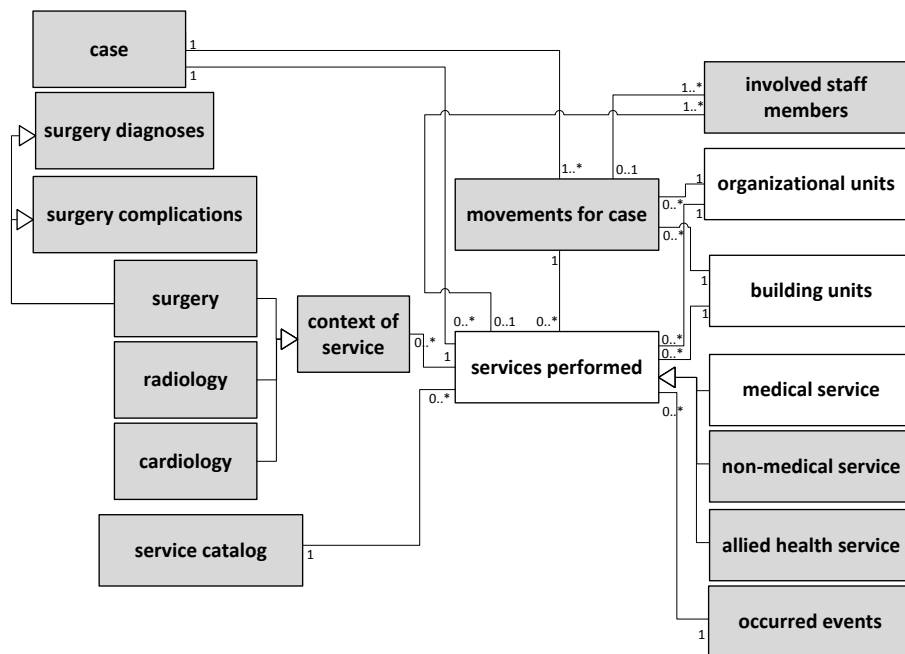 case
1
1
surgery diagnoses
surgery complications
surgery
radiology
cardiology
context of
service
0..*
service catalog
1
1..*
0..1
movements for case
0..*
0..*
1
0..*
0..1
0..*
1
services performed
0..*
0..*
0..*
0..*
1..*
1..*
involved staff
members
1
1
organizational units
1
1
building units
medical service
non-medical service
allied health service
1
occurred events